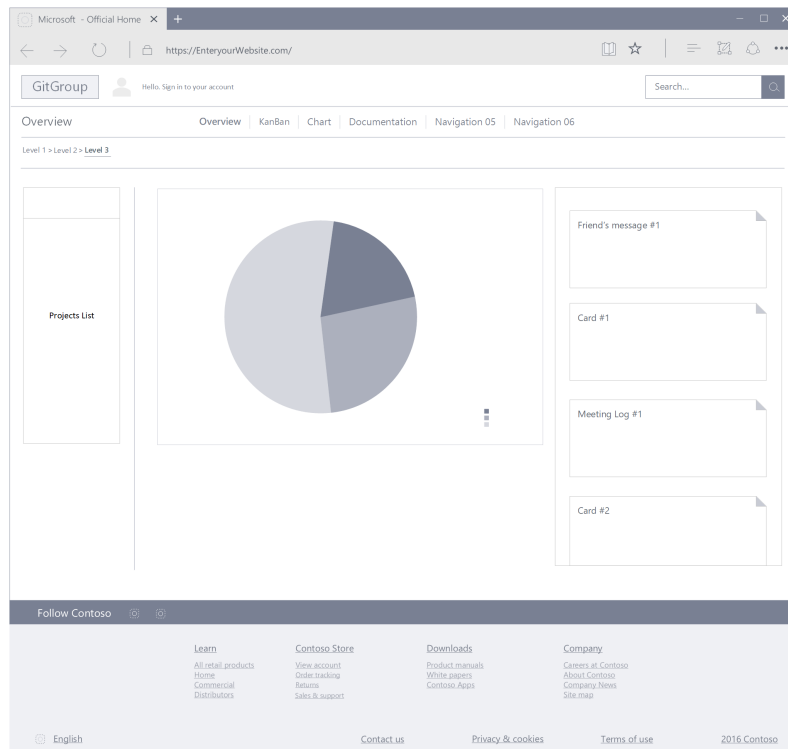 Microsoft - Official Home
https://EnteryourWebsite.com/
GitGroup
Hello. Sign in to your account
Search...
Overview
Overview KanBan Chart Documentation Navigation 05 Navigation 06
Level 1 > Level 2 > Level 3
Projects List
Friend's message #1
Card #1
Meeting Log #1
Card #2
Follow Contoso
Learn
All retail products
Home
Commercial
Distributors
Contoso Store
View account
Order tracking
Returns
Sales & support
Downloads
Product manuals
White papers
Contoso Apps
Company
Careers at Contoso
About Contoso
Company News
Site map
English
Contact us
Privacy & cookies
Terms of use
2016 Contoso